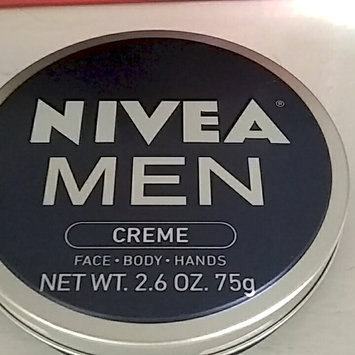 NIVEA®
MEN
CREME
FACE • BODY • HANDS
NET WT. 2.6 OZ. 75g